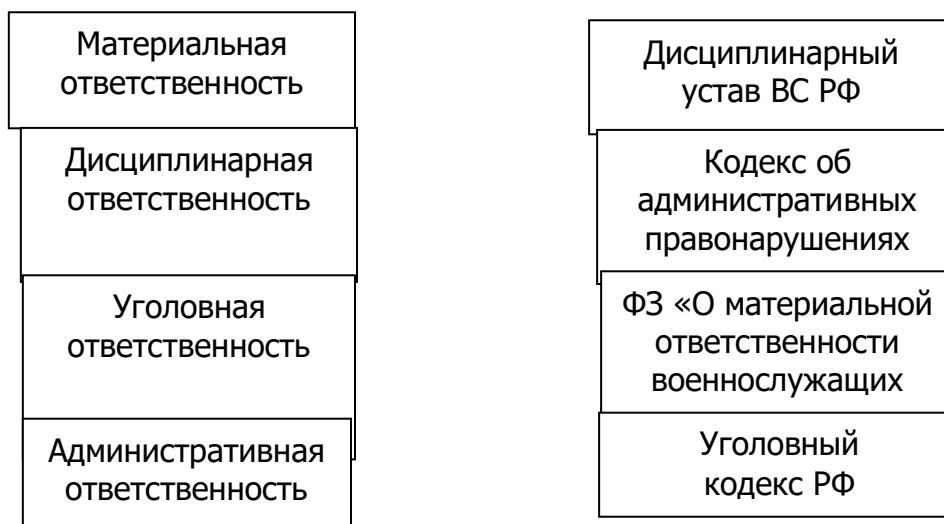 Материальная
ответственность
Дисциплинарная
ответственность
Уголовная
ответственность
Административная
ответственность
Дисциплинарный
устав ВС РФ
Кодекс об
административных
правонарушениях
ФЗ «О материальной
ответственности
военнослужащих
Уголовный
кодекс РФ